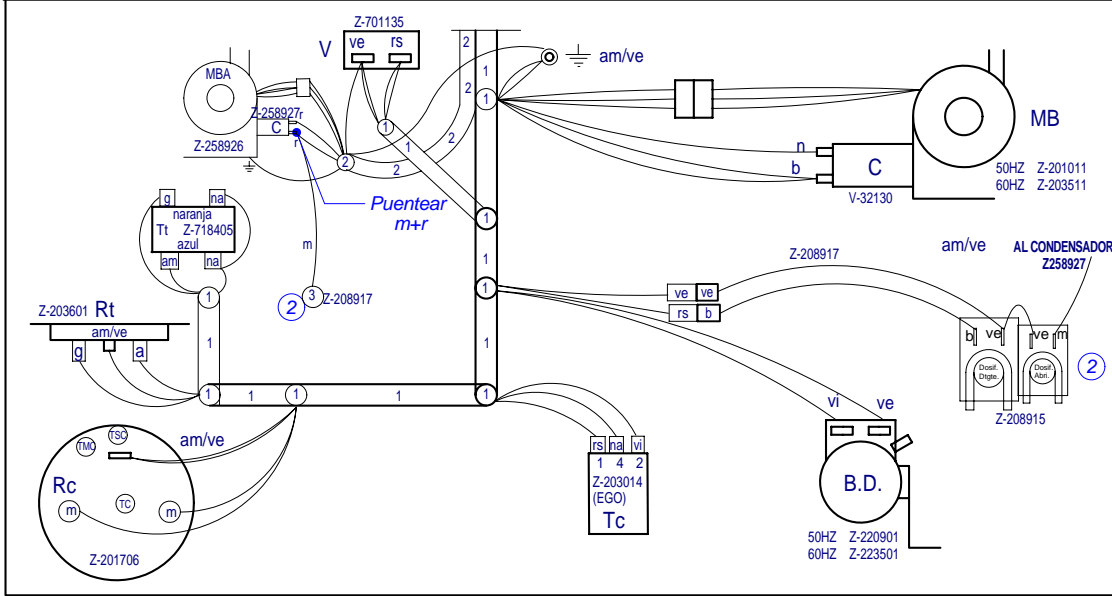 Z-701135
V
ve rs
2
1
2
am/ve
MBA
Z-258927r
C
r
Z-258926
1
1
1
2
2
2
2
Puentear
m+r
n
b
C
V-32130
MB
50HZ Z-201011
60HZ Z-203511
g na
naranja
Tt Z-718405
azul
am na
m
2
3
Z-208917
1
1
1
1
Z-203601 Rt
am/ve
g a
1
1
1
1
1
1
1
1
am/ve
TSC
TMC
Rc
m
TC
m
Z-201706
rs na vi
1 4 2
Z-203014
(EGO)
Tc
Z-208917
am/ve
AL CONDENSADOR
Z258927
ve ve
rs b
b ve
ve m
Dosif.
Dtgte.
Dosif.
Abri.
2
Z-208915
vi ve
B.D.
50HZ Z-220901
60HZ Z-223501